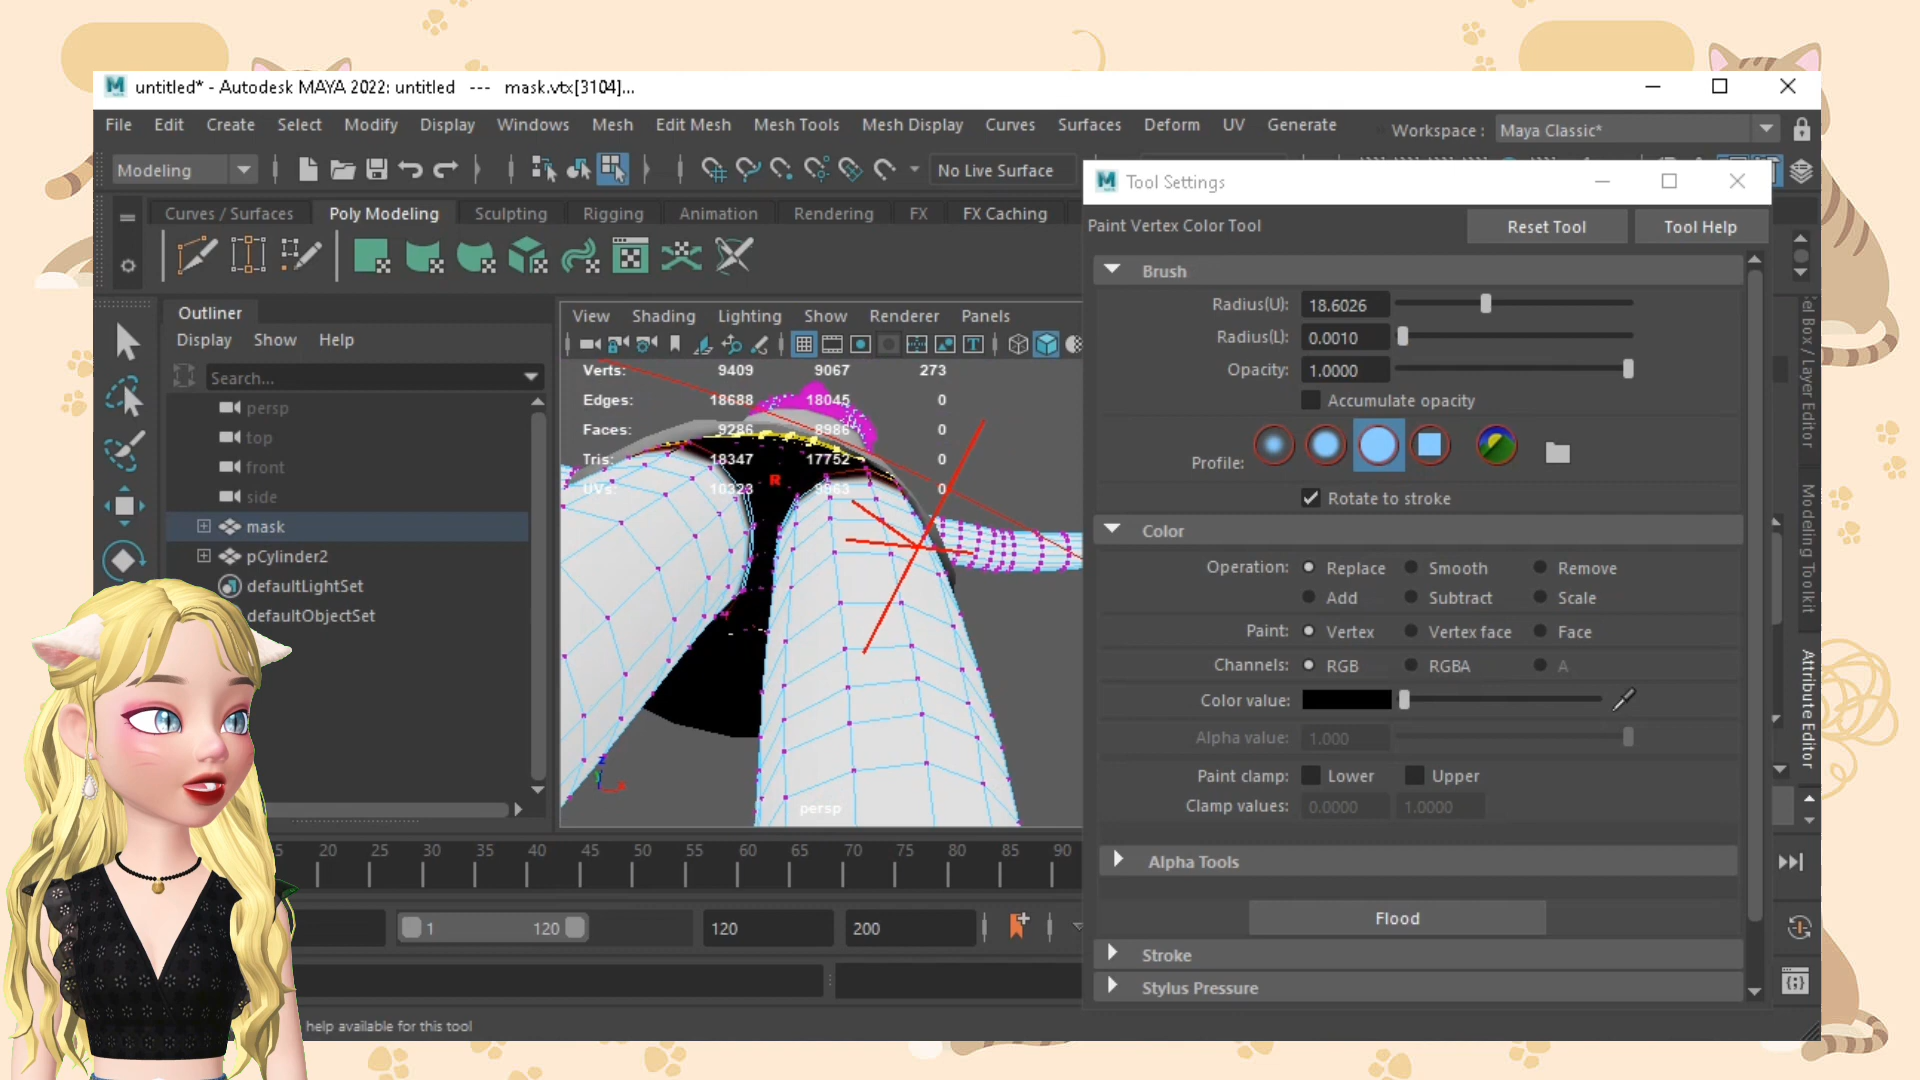 untitled* - Autodesk MAYA 2022: untitled --- mask.vtx[3104]...
File Edit Create Select Modify Display Windows Mesh Edit Mesh Mesh Tools Mesh Display Curves Surfaces Deform UV Generate
Workspace : Maya Classic*
Modeling
No Live Surface
Curves / Surfaces Poly Modeling Sculpting Rigging Animation Rendering FX FX Caching
Outliner
Display Show Help
Search...
persp
top
front
side
mask
pCylinder2
defaultLightSet
defaultObjectSet
View Shading Lighting Show Renderer Panels
Verts: 9409 9067 273
Edges: 18688 18045 0
Faces: 9286 8986 0
Tris: 18347 17752 0
UVs: 10323 9863 0
R
persp
Tool Settings
Paint Vertex Color Tool
Reset Tool
Tool Help
Brush
Radius(U): 18.6026
Radius(L): 0.0010
Opacity: 1.0000
Accumulate opacity
Profile:
Rotate to stroke
Color
Operation: Replace Smooth Remove
Add Subtract Scale
Paint: Vertex Vertex face Face
Channels: RGB RGBA A
Color value:
Alpha value: 1.000
Paint clamp: Lower Upper
Clamp values: 0.0000 1.0000
Alpha Tools
Flood
Stroke
Stylus Pressure
Box / Layer Editor
Modeling Toolkit
Attribute Editor
20 25 30 35 40 45 50 55 60 65 70 75 80 85 90
1 120
120
200
help available for this tool